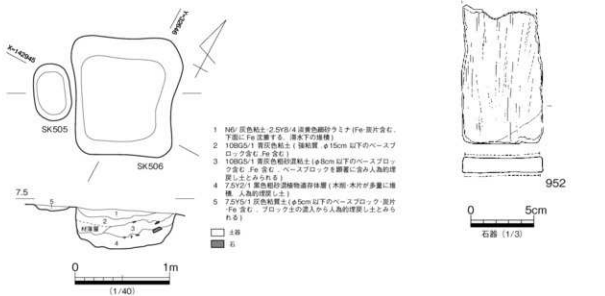 X=142945
SK505
SK506
1 N6/ 灰色粘土・2.5Y8/4 淡黄色細砂ラミナ (Fe・炭片含む、
下面に Fe 沈着する、滞水下の堆積)
2 10BG5/1 青灰色粘土 ( 強粘質、φ15cm 以下のベースブ
ロック含む、Fe 含む )
3 10BG5/1 青灰色粗砂混粘土 (φ8cm 以下のベースブロッ
ク含む、Fe 含む、ベースブロックを顕著に含み人為的埋
戻し土とみられる )
4 7.5Y2/1 黒色粗砂混植物遺存体層 ( 木削・木片が多量に堆
積、人為的埋戻し土 )
5 7.5Y5/1 灰色粘質土 ( φ5cm 以下のベースブロック・炭片
・Fe 含む、ブロック土の混入から人為的埋戻し土とみ
られる )
土器
石
7.5
5
1
2
3
4
0 1m
(1/40)
952
0 5cm
石器 (1/3)